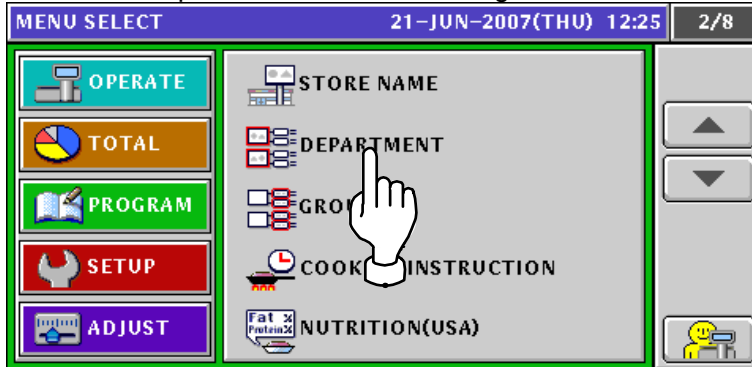 MENU SELECT 21-JUN-2007(THU) 12:25 2/8
OPERATE
TOTAL
PROGRAM
SETUP
ADJUST
STORE NAME
DEPARTMENT
INSTRUCTION
Fat %
Protein%
NUTRITION(USA)